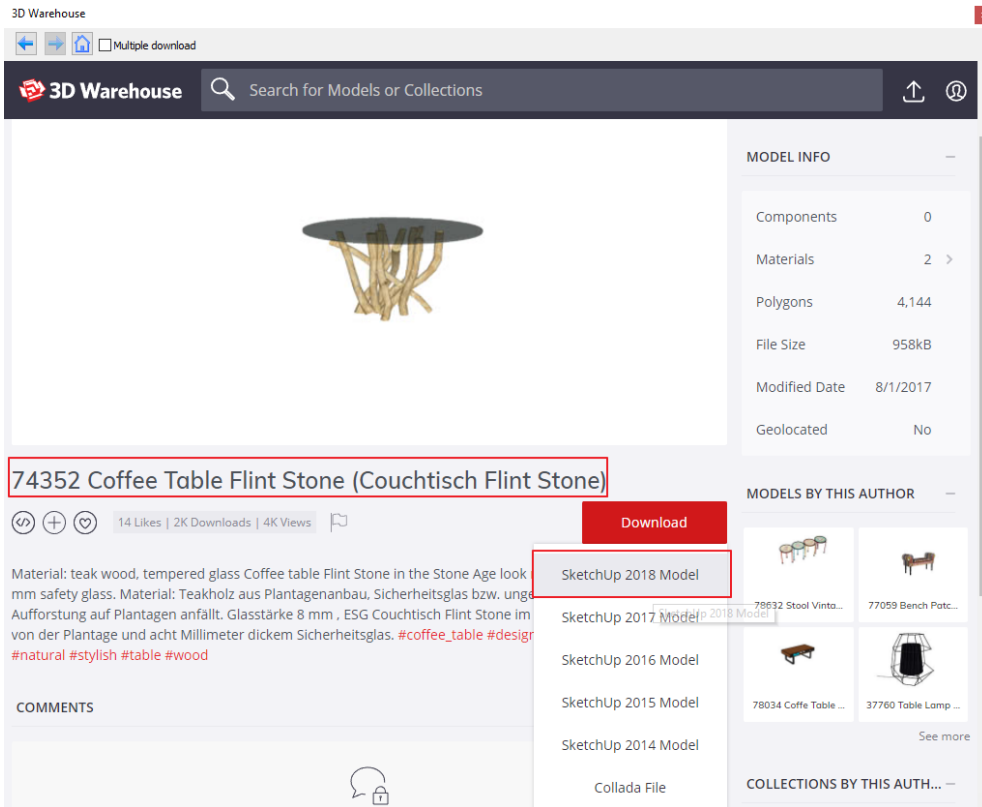 3D Warehouse
Multiple download
3D Warehouse
Search for Models or Collections
MODEL INFO
Components 0
Materials 2
Polygons 4,144
File Size 958kB
Modified Date 8/1/2017
Geolocated No
74352 Coffee Table Flint Stone (Couchtisch Flint Stone)
14 Likes | 2K Downloads | 4K Views
Download
Material: teak wood, tempered glass Coffee table Flint Stone in the Stone Age look
mm safety glass. Material: Teakholz aus Plantagenanbau, Sicherheitsglas bzw. unge
Aufforstung auf Plantagen anfällt. Glasstärke 8 mm , ESG Couchtisch Flint Stone im
von der Plantage und acht Millimeter dickem Sicherheitsglas. #coffee_table #design
#natural #stylish #table #wood
SketchUp 2018 Model
SketchUp 2017 Model
SketchUp 2018 Model
SketchUp 2016 Model
SketchUp 2015 Model
SketchUp 2014 Model
Collada File
COMMENTS
MODELS BY THIS AUTHOR
78632 Stool Vinta...
77059 Bench Patc...
78034 Coffe Table ...
37760 Table Lamp ...
See more
COLLECTIONS BY THIS AUTH...